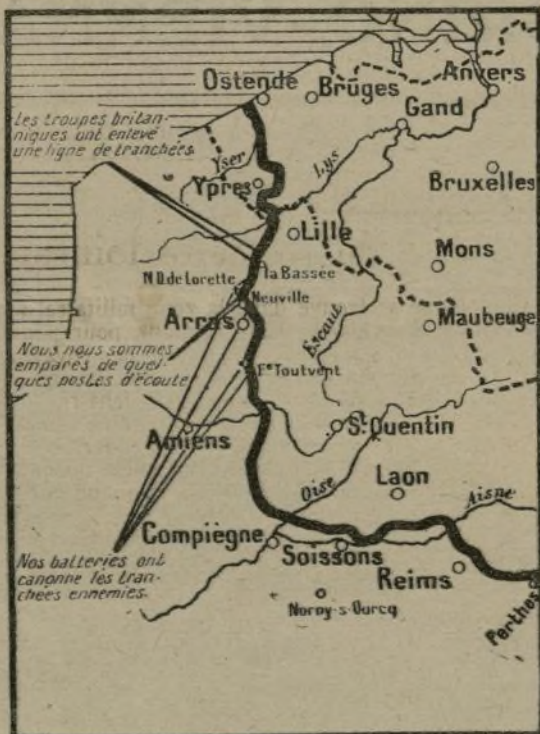 Ostende
Bruges
Anvers
Gand
Les troupes britan-
niques ont enlevé
une ligne de tranchées.
Yser
Lys
Ypres
Bruxelles
Lille
Mons
N.D. de Lorette
la Bassée
Neuville
Arras
Escaut
Maubeuge
Nous nous sommes
emparés de quel-
ques postes d'écoute
Fe Toutvent
Amiens
St Quentin
Laon
Oise
Aisne
Compiègne
Soissons
Reims
Nos batteries ont
canonné les tran-
chées ennemies.
Noroy-s-Ourcq
Perthes